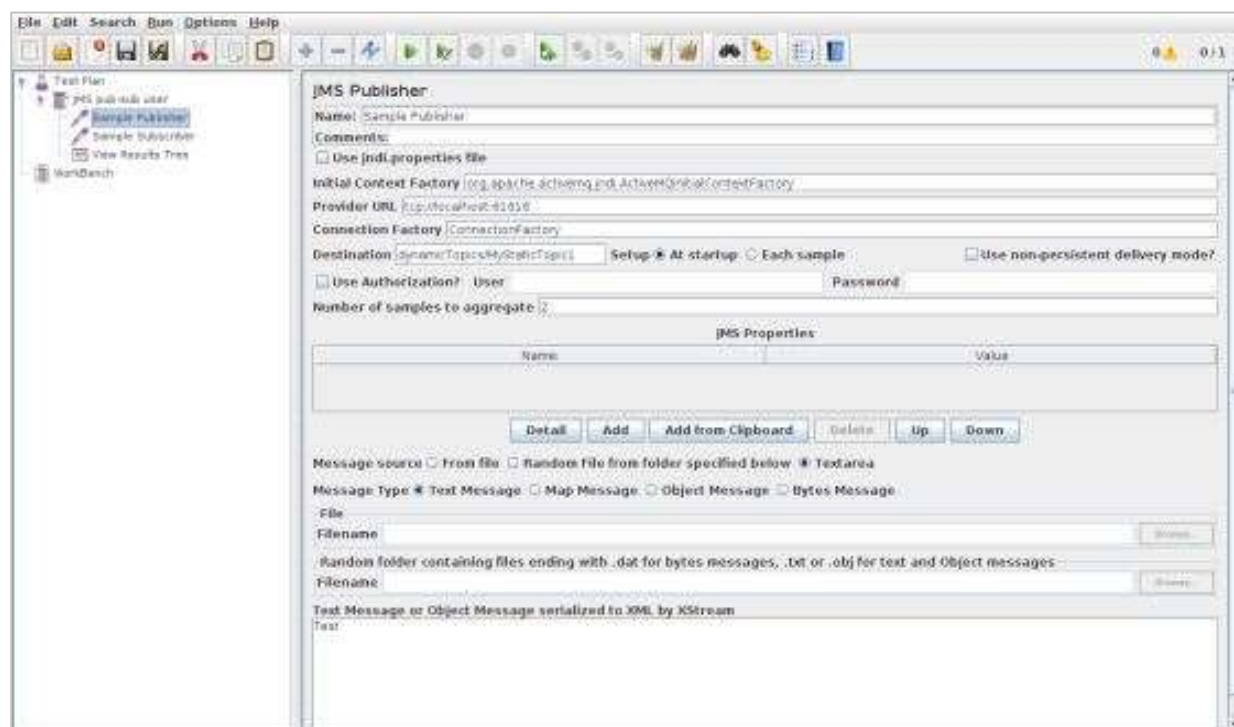 File Edit Search Run Options Help
0 0 / 1
Test Plan
JMS pub-sub user
Sample Publisher
Sample Subscriber
View Results Tree
WorkBench
JMS Publisher
Name: Sample Publisher
Comments:
Use jndi.properties file
Initial Context Factory org.apache.activemq.jndi.ActiveMQInitialContextFactory
Provider URL tcp://localhost:61616
Connection Factory ConnectionFactory
Destination dynamicTopics/MyStaticTopic1 Setup At startup Each sample Use non-persistent delivery mode?
Use Authorization? User Password
Number of samples to aggregate 2
JMS Properties
Name: Value
Detail Add Add from Clipboard Delete Up Down
Message source From file Random File from folder specified below Textarea
Message Type Text Message Map Message Object Message Bytes Message
File
Filename Browse...
Random folder containing files ending with .dat for bytes messages, .txt or .obj for text and Object messages
Filename Browse...
Text Message or Object Message serialized to XML by XStream
Test